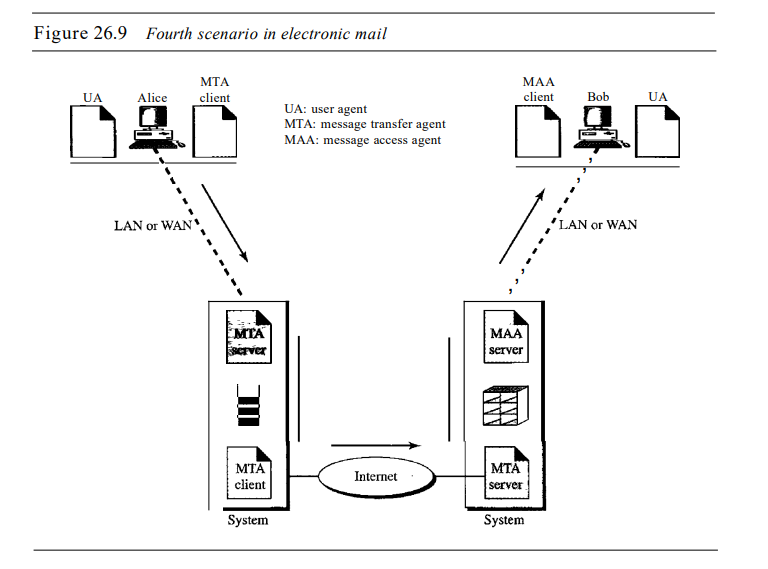 Figure 26.9 Fourth scenario in electronic mail
UA
Alice
MTA
client
UA: user agent
MTA: message transfer agent
MAA: message access agent
MAA
client
Bob
UA
LAN or WAN
LAN or WAN
MTA
server
MAA
server
MTA
client
Internet
MTA
server
System
System